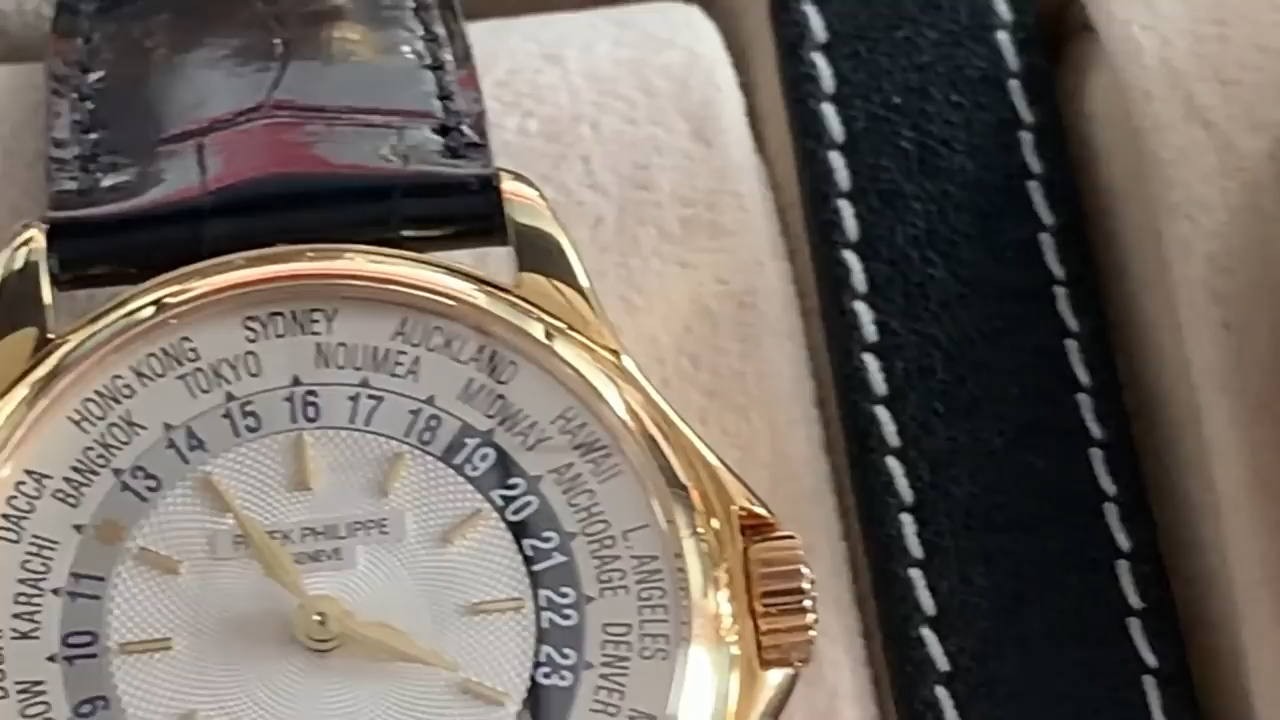 SYDNEY
AUCKLAND
HONG KONG
TOKYO
NOUMEA
MIDWAY
HAWAII
BANGKOK
ANCHORAGE
DACCA
KARACHI
L.ANGELES
DENVER
9 10 11 13 14 15 16 17 18 19 20 21 22 23
PHILIPPE